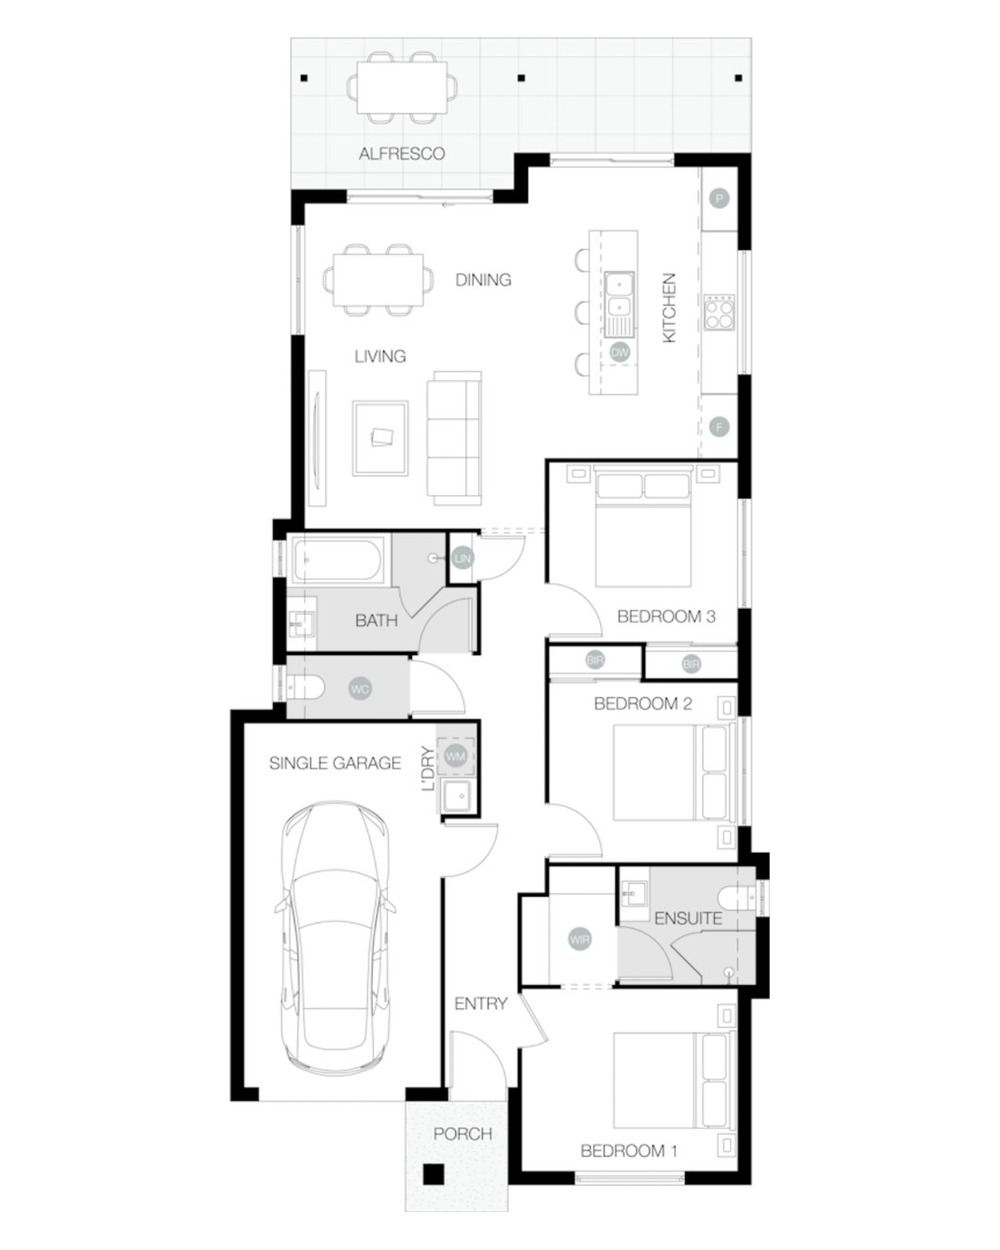 ALFRESCO
P
DINING
KITCHEN
LIVING
DW
F
LIN
BEDROOM 3
BATH
BIR
BIR
WC
BEDROOM 2
SINGLE GARAGE
L'DRY
WM
ENSUITE
WIR
ENTRY
PORCH
BEDROOM 1